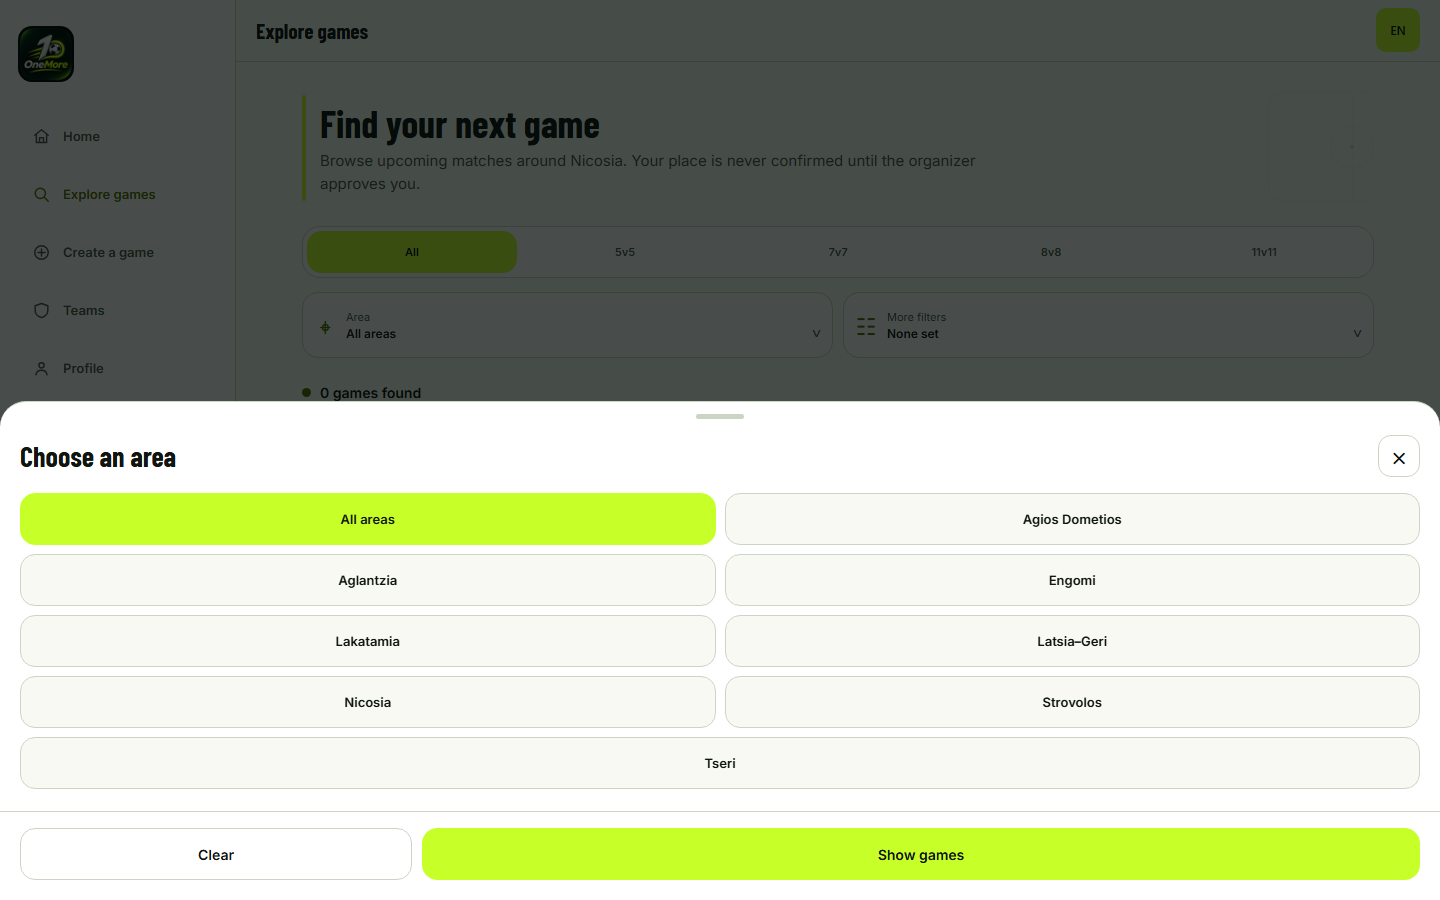 OneMore
Explore games
EN
Home
Explore games
Create a game
Teams
Profile
Find your next game
Browse upcoming matches around Nicosia. Your place is never confirmed until the organizer
approves you.
All
5v5
7v7
8v8
11v11
Area
All areas
More filters
None set
0 games found
Choose an area
All areas
Agios Dometios
Aglantzia
Engomi
Lakatamia
Latsia–Geri
Nicosia
Strovolos
Tseri
Clear
Show games